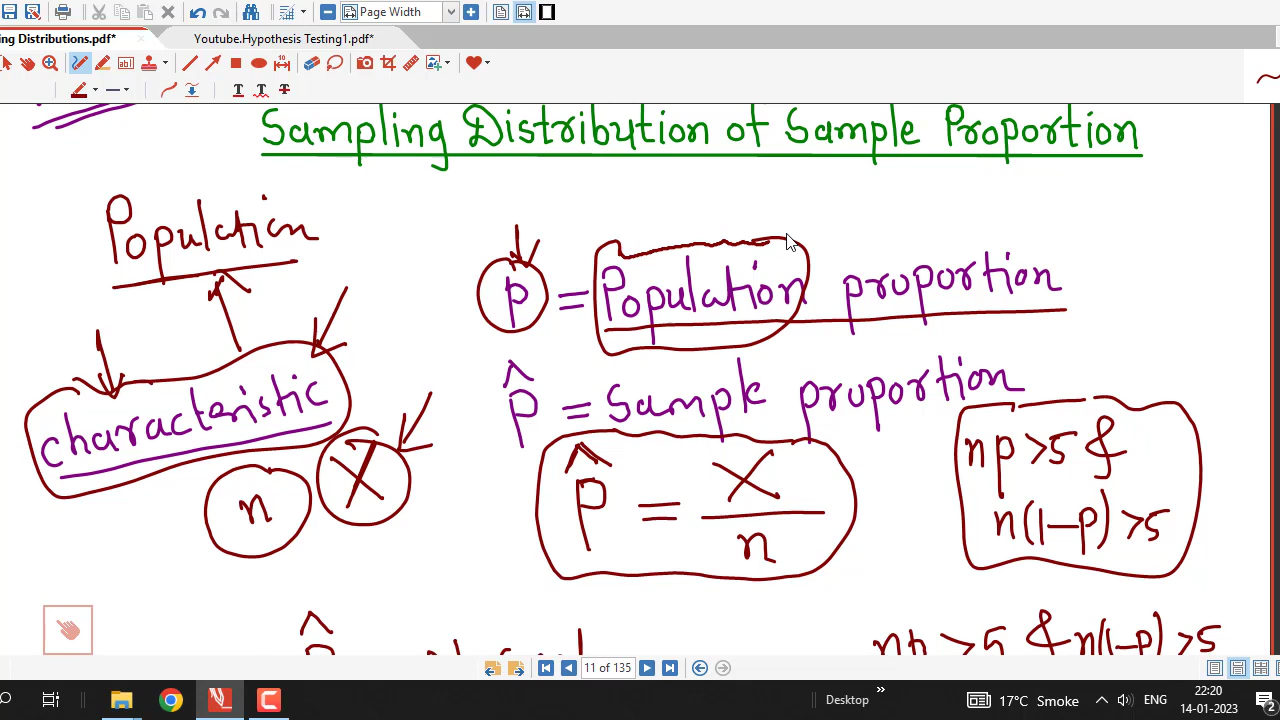 Page Width
ng Distributions.pdf*
Youtube.Hypothesis Testing1.pdf*
Sampling Distribution of Sample Proportion
Population
p = Population proportion
characteristic
p̂ = Sample proportion
n
X
p̂ = X/n
np >5 &
n(1-p) >5
np >5 & n(1-p) >5
11 of 135
Desktop
17°C Smoke
ENG
22:20
14-01-2023
2